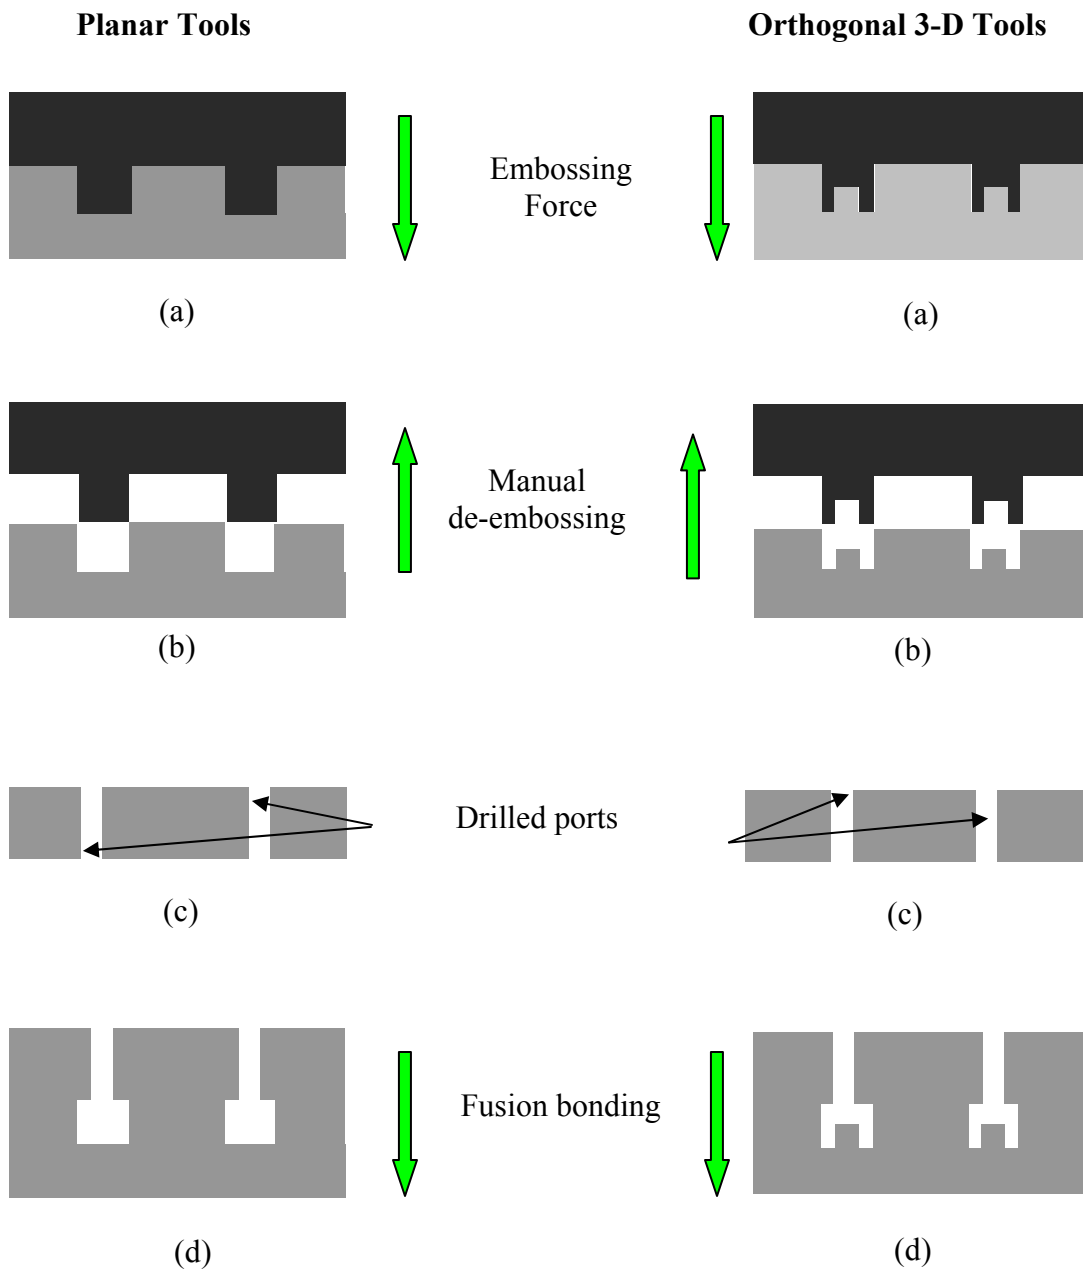 Planar Tools
Orthogonal 3-D Tools
Embossing
Force
(a)
(a)
Manual
de-embossing
(b)
(b)
Drilled ports
(c)
(c)
Fusion bonding
(d)
(d)